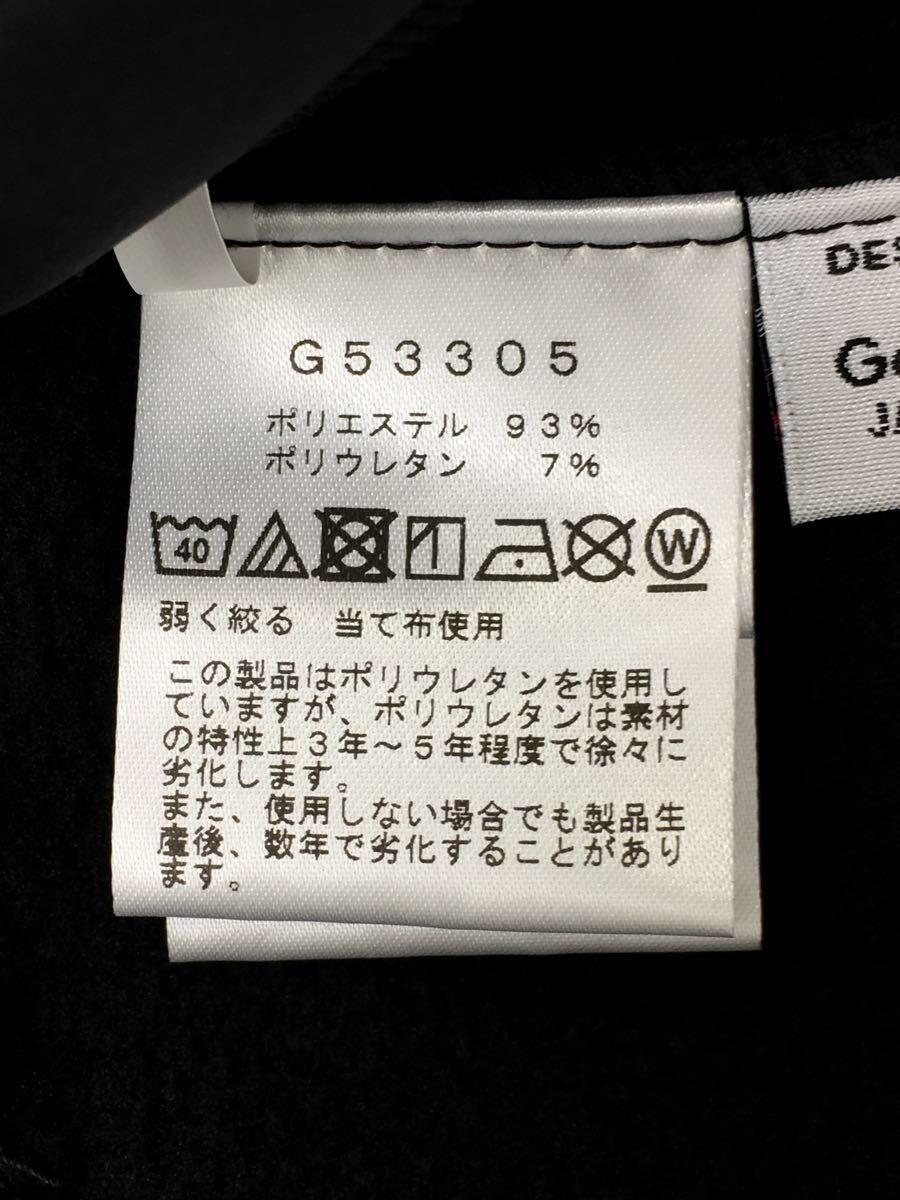 G53305
ポリエステル 93%
ポリウレタン 7%
40
W
弱く絞る 当て布使用
この製品はポリウレタンを使用し
ていますが、ポリウレタンは素材
の特性上3年～5年程度で徐々に
劣化します。
また、使用しない場合でも製品生
産後、数年で劣化することがあり
ます。
DES
G
J